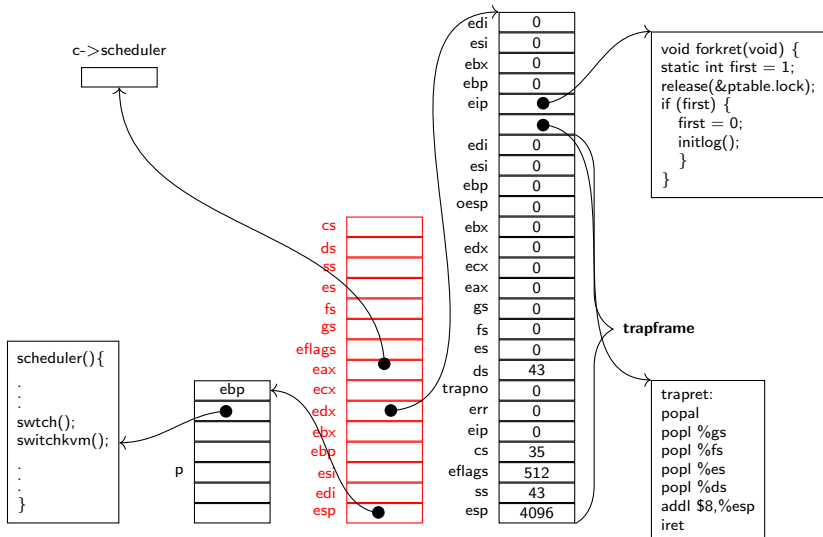 c->scheduler
edi 0
esi 0
ebx 0
ebp 0
eip
edi 0
esi 0
ebp 0
oesp 0
ebx 0
edx 0
ecx 0
eax 0
gs 0
fs 0
es 0
ds 43
trapno 0
err 0
eip 0
cs 35
eflags 512
ss 43
esp 4096
void forkret(void) {
static int first = 1;
release(&ptable.lock);
if (first) {
first = 0;
initlog();
}
}
cs
ds
ss
es
fs
gs
eflags
eax
ecx
edx
ebx
ebp
esi
edi
esp
trapframe
scheduler(){
.
.
.
swtch();
switchkvm();
.
.
.
}
ebp
p
trapret:
popal
popl %gs
popl %fs
popl %es
popl %ds
addl $8,%esp
iret